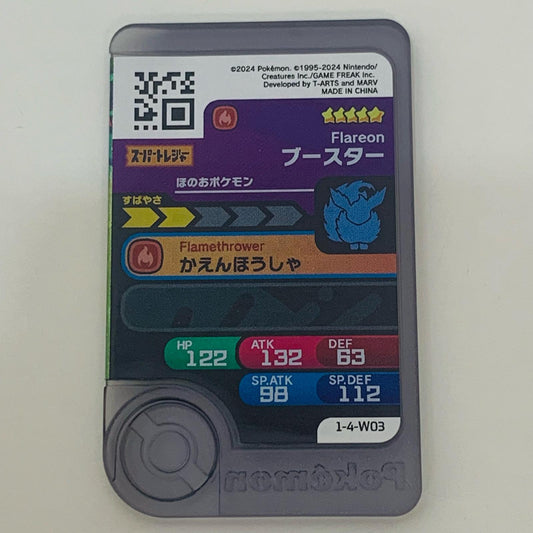 ©2024 Pokémon. ©1995-2024 Nintendo/
Creatures Inc./GAME FREAK Inc.
Developed by T-ARTS and MARV
MADE IN CHINA
スーパートレジャー
Flareon
ブースター
ほのおポケモン
すばやさ
Flamethrower
かえんほうしゃ
HP
122
ATK
132
DEF
63
SP.ATK
98
SP.DEF
112
1-4-W03
Pokémon